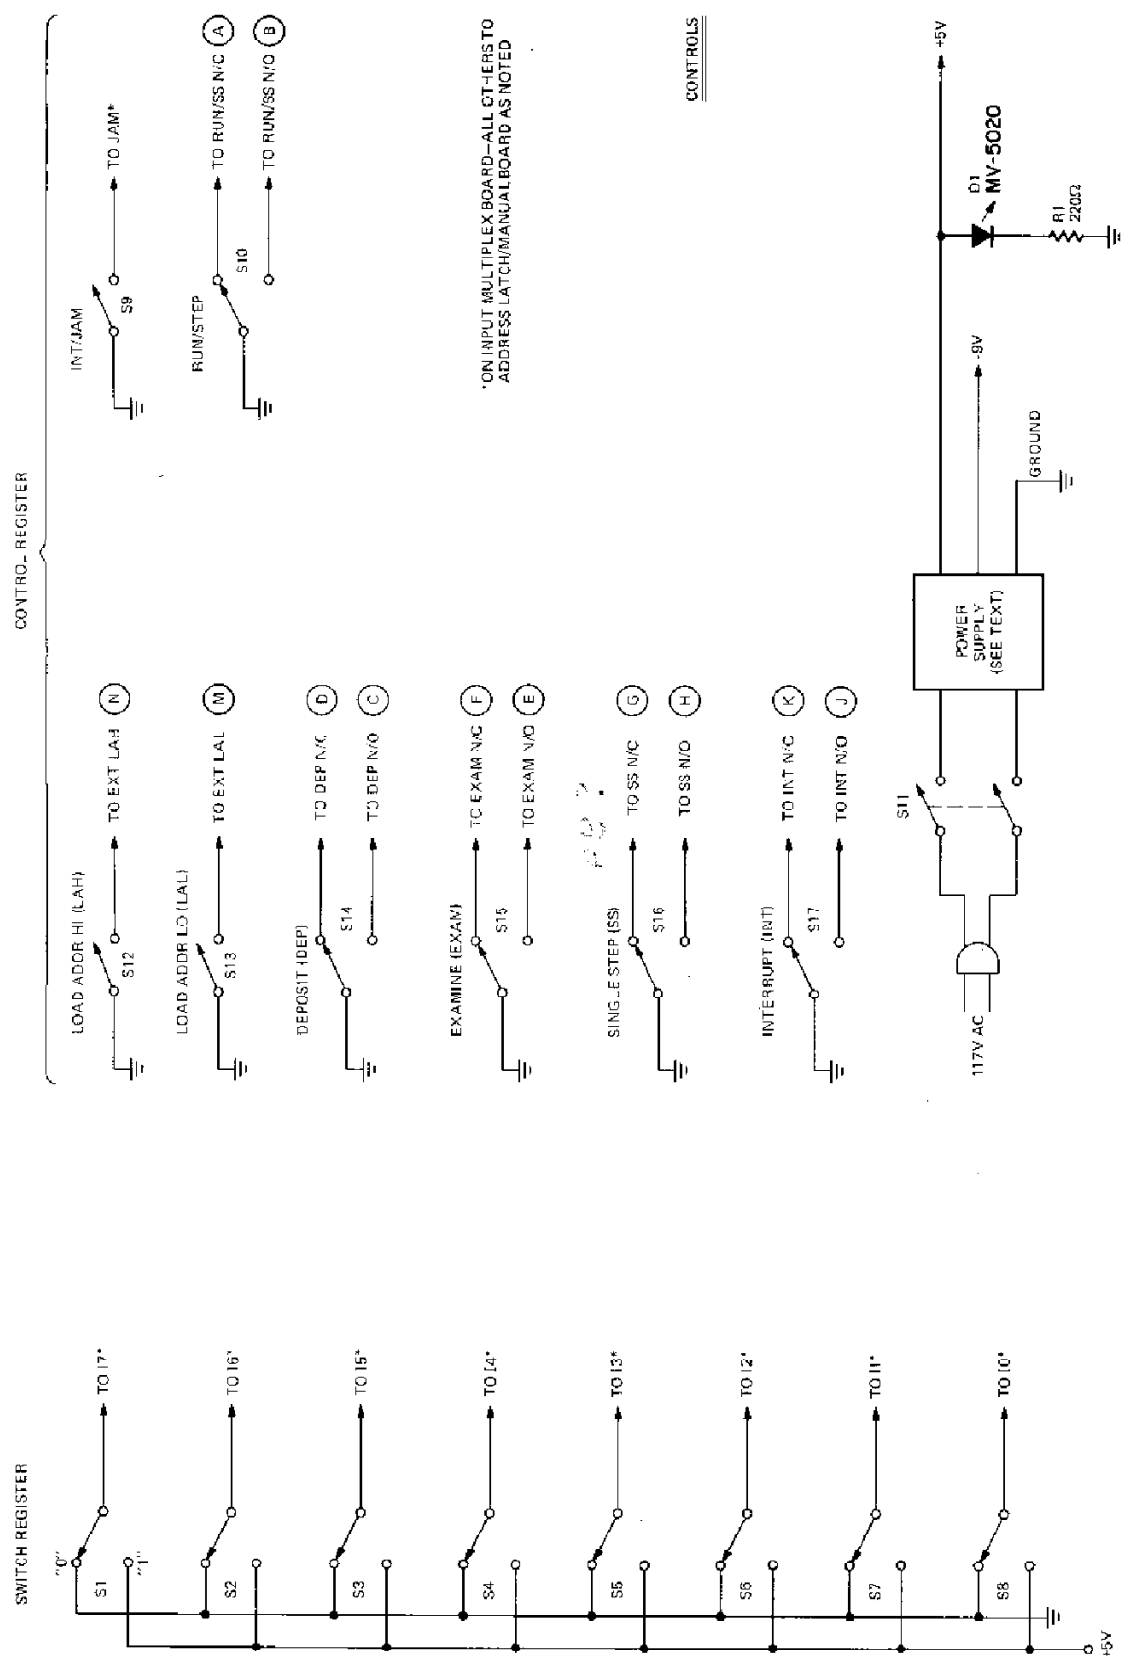 CONTROL REGISTER
LOAD ADDR HI (LAH)
S12
TO EXT LAH
N
INT/JAM
S9
TO JAM*
LOAD ADDR LO (LAL)
S13
TO EXT LAL
M
RUN/STEP
S10
TO RUN/SS N/C
A
TO RUN/SS N/O
B
DEPOSIT (DEP)
S14
TO DEP N/C
D
TO DEP N/O
C
EXAMINE (EXAM)
S15
TO EXAM N/C
F
TO EXAM N/O
E
*ON INPUT MULTIPLEX BOARD—ALL OTHERS TO
ADDRESS LATCH/MANUAL BOARD AS NOTED
SINGLE STEP (SS)
S16
TO SS N/C
G
TO SS N/O
H
INTERRUPT (INT)
S17
TO INT N/C
K
TO INT N/O
J
CONTROLS
117V AC
S11
POWER
SUPPLY
(SEE TEXT)
+5V
-9V
GROUND
D1
MV-5020
R1
220Ω
SWITCH REGISTER
"0"
S1
"1"
TO I7*
S2
TO I6*
S3
TO I5*
S4
TO I4*
S5
TO I3*
S6
TO I2*
S7
TO I1*
S8
TO I0*
+5V